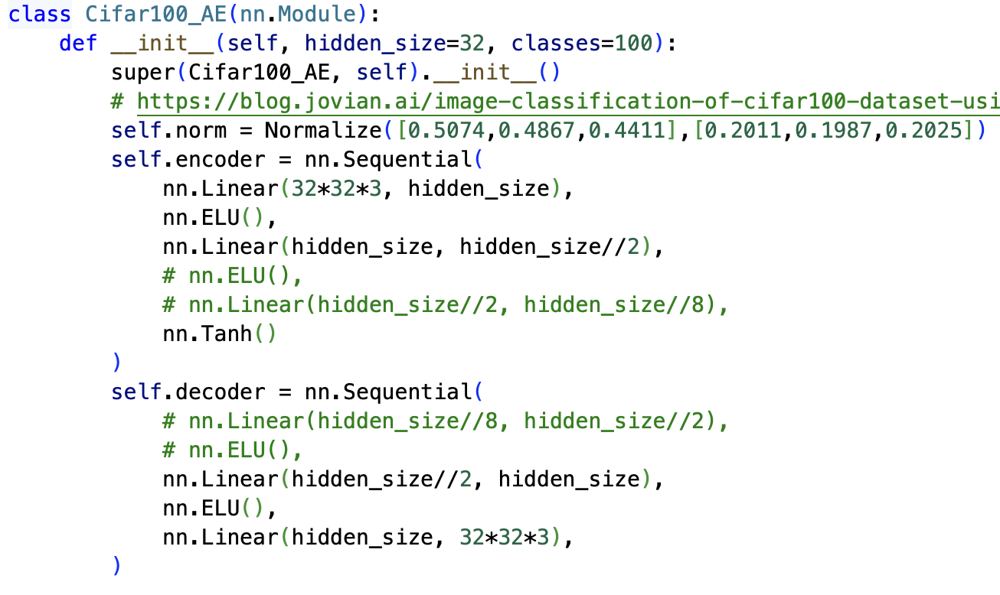 class Cifar100_AE(nn.Module):
    def __init__(self, hidden_size=32, classes=100):
        super(Cifar100_AE, self).__init__()
        # https://blog.jovian.ai/image-classification-of-cifar100-dataset-usi
        self.norm = Normalize([0.5074,0.4867,0.4411],[0.2011,0.1987,0.2025])
        self.encoder = nn.Sequential(
            nn.Linear(32*32*3, hidden_size),
            nn.ELU(),
            nn.Linear(hidden_size, hidden_size//2),
            # nn.ELU(),
            # nn.Linear(hidden_size//2, hidden_size//8),
            nn.Tanh()
        )
        self.decoder = nn.Sequential(
            # nn.Linear(hidden_size//8, hidden_size//2),
            # nn.ELU(),
            nn.Linear(hidden_size//2, hidden_size),
            nn.ELU(),
            nn.Linear(hidden_size, 32*32*3),
        )